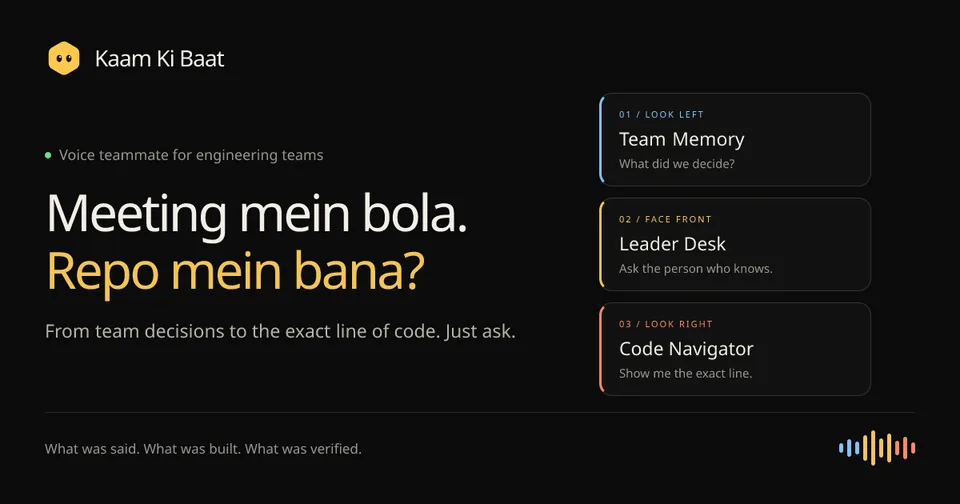 Kaam Ki Baat
Voice teammate for engineering teams
Meeting mein bola.
Repo mein bana?
From team decisions to the exact line of code. Just ask.
01 / LOOK LEFT
Team Memory
What did we decide?
02 / FACE FRONT
Leader Desk
Ask the person who knows.
03 / LOOK RIGHT
Code Navigator
Show me the exact line.
What was said. What was built. What was verified.